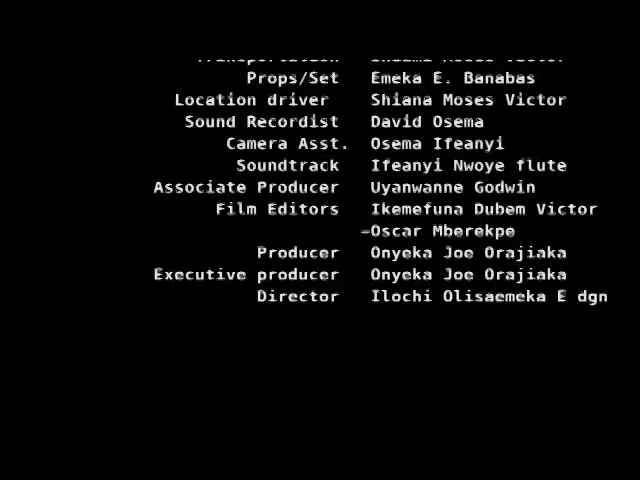 Props/Set Emeka E. Banabas
Location driver Shiana Moses Victor
Sound Recordist David Osema
Camera Asst. Osema Ifeanyi
Soundtrack Ifeanyi Nwoye flute
Associate Producer Uyanwanne Godwin
Film Editors Ikemefuna Dubem Victor
-Oscar Mberekpe
Producer Onyeka Joe Orajiaka
Executive producer Onyeka Joe Orajiaka
Director Ilochi Olisaemeka E dgn